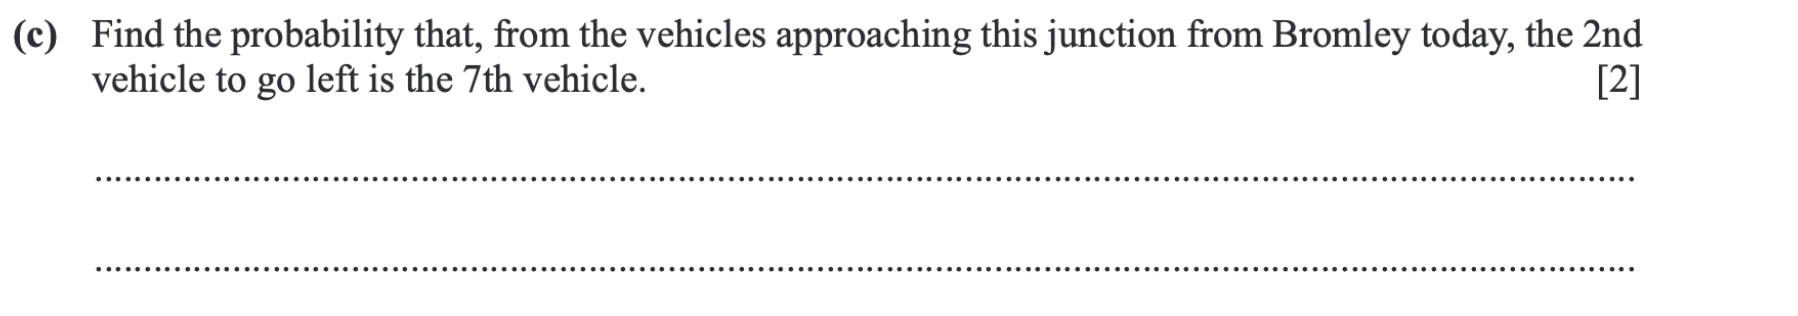 (c) Find the probability that, from the vehicles approaching this junction from Bromley today, the 2nd
vehicle to go left is the 7th vehicle. [2]